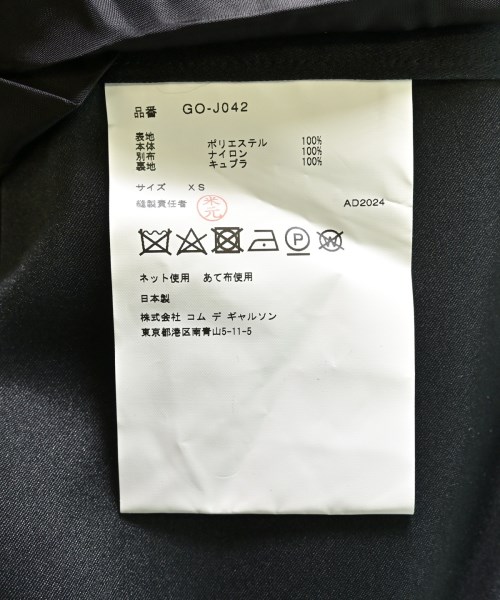 品番 GO-J042
表地
本体 ポリエステル 100%
別布 ナイロン 100%
裏地 キュプラ 100%
サイズ XS
縫製責任者 米元 AD2024
ネット使用 あて布使用
日本製
株式会社 コム デ ギャルソン
東京都港区南青山5-11-5